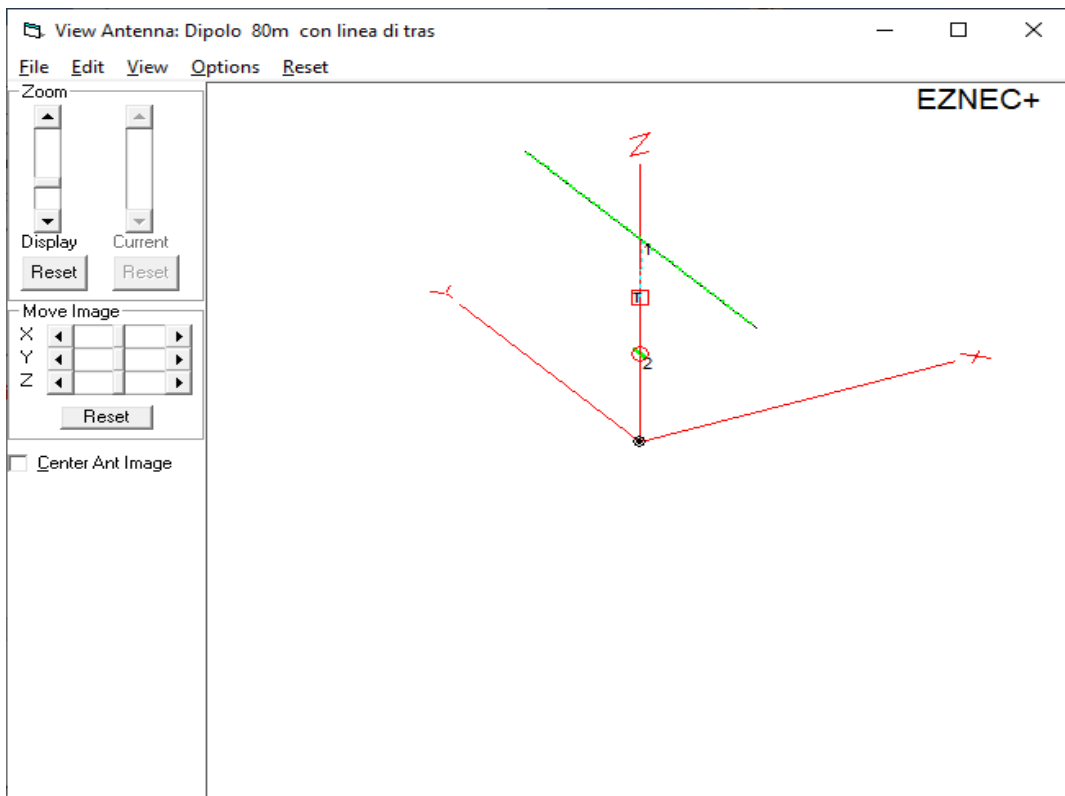 View Antenna: Dipolo 80m con linea di tras
File Edit View Options Reset
Zoom
Display Current
Reset Reset
Move Image
X
Y
Z
Reset
Center Ant Image
EZNEC+
Z
1
T
Y
X
2